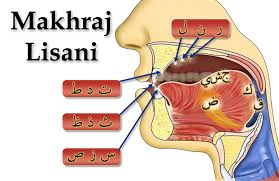 Makhraj
Lisani
ر ن ل
ت د ط
ث ذ ظ
س ز ص
ج ش ي
ض
ك
ق